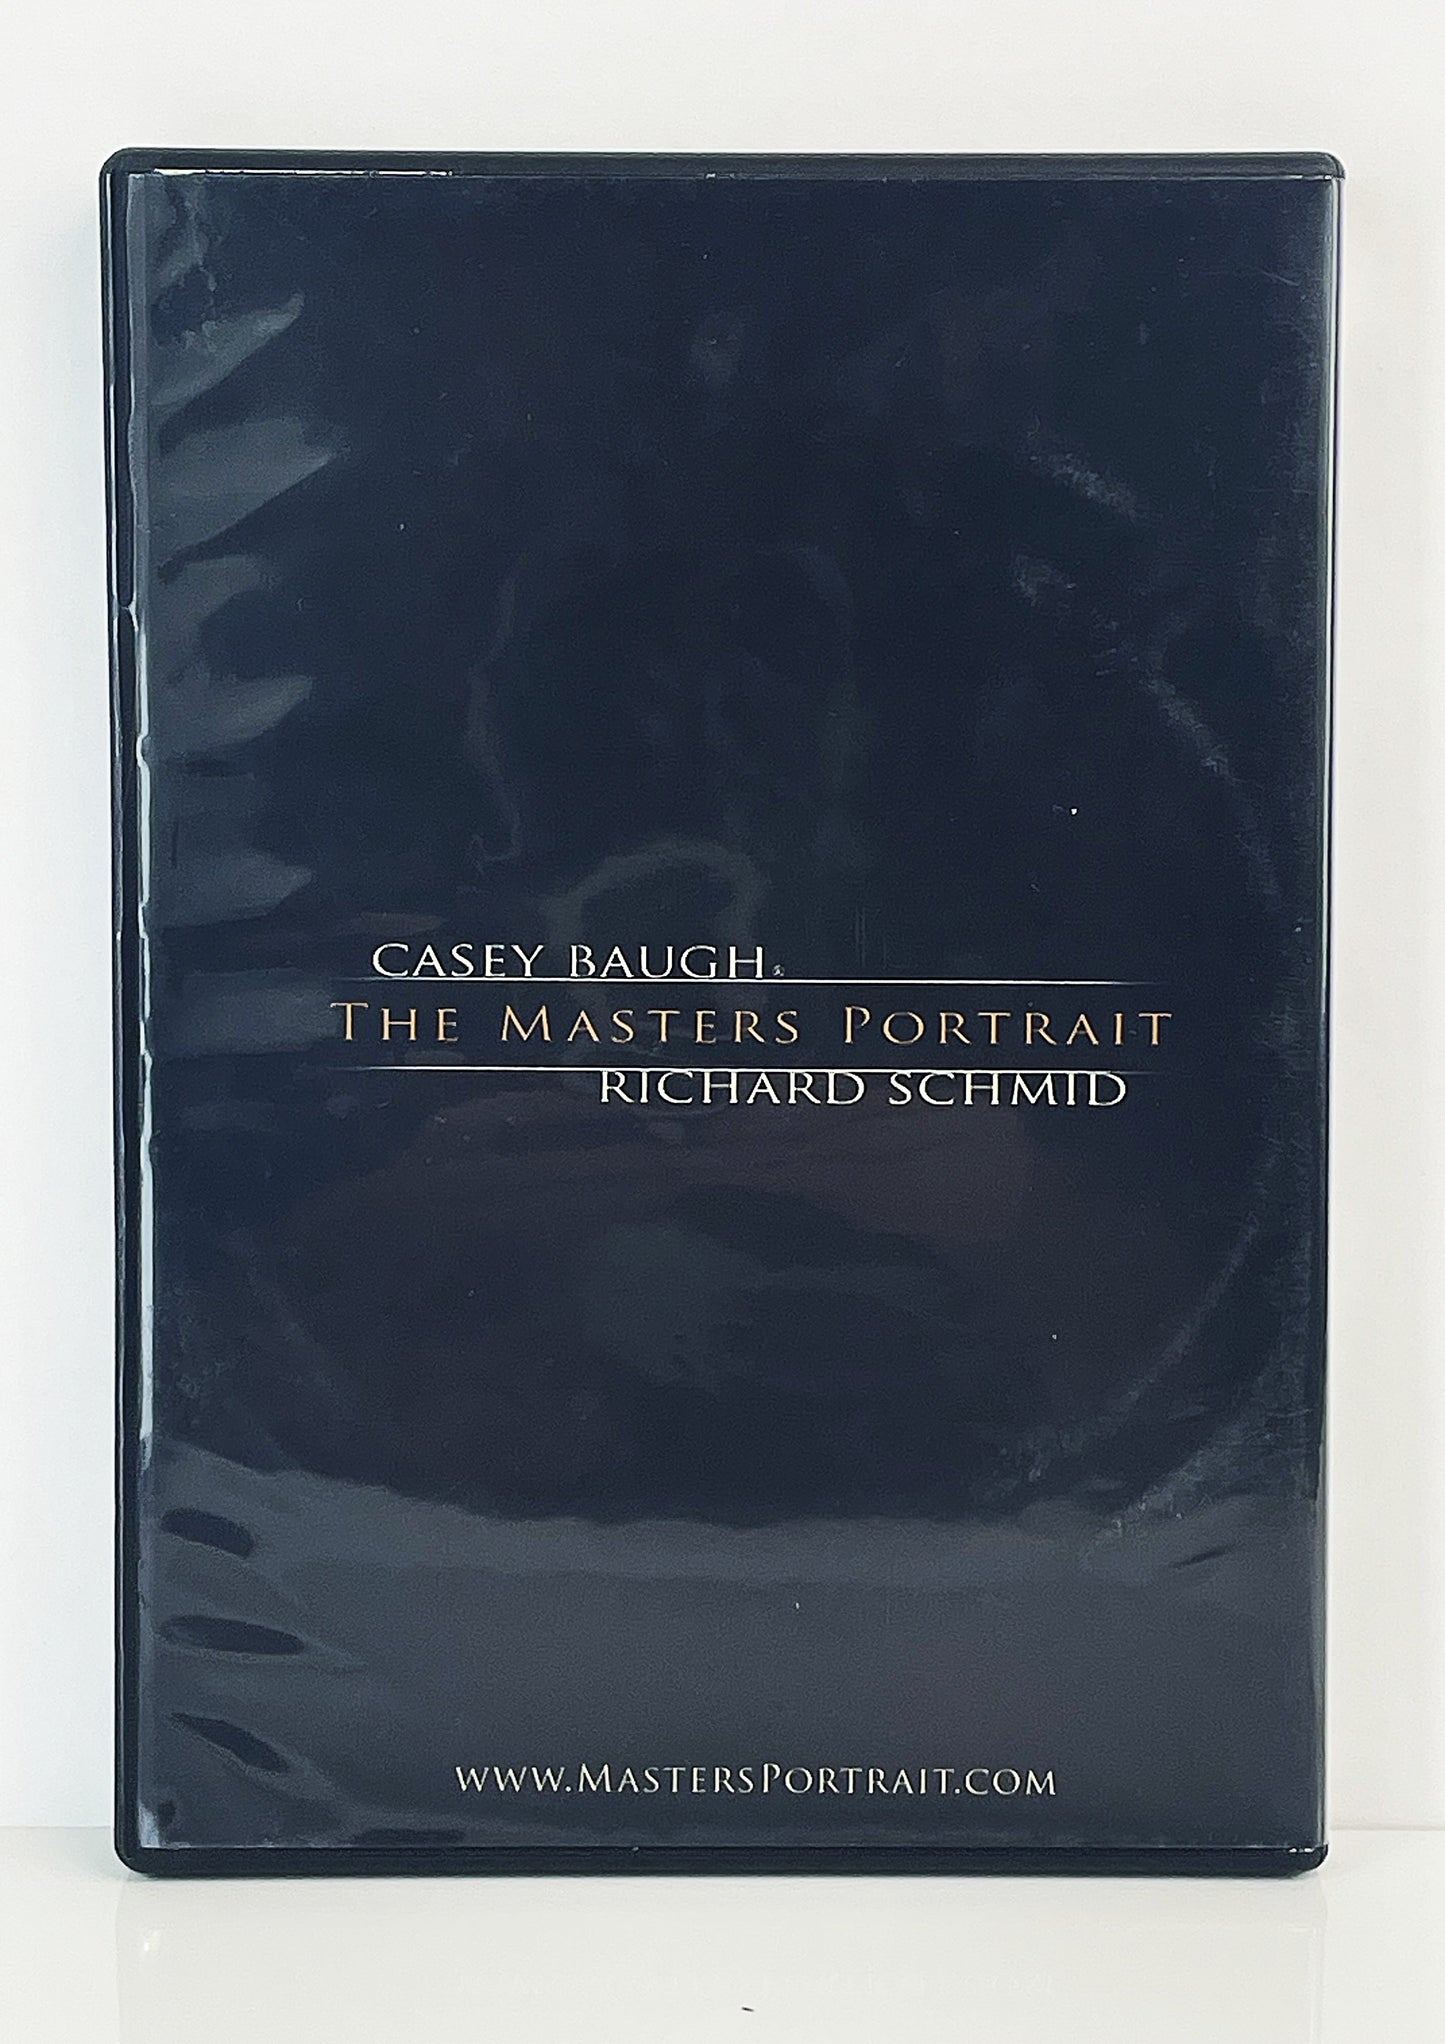 CASEY BAUGH
THE MASTERS PORTRAIT
RICHARD SCHMID
WWW.MASTERSPORTRAIT.COM